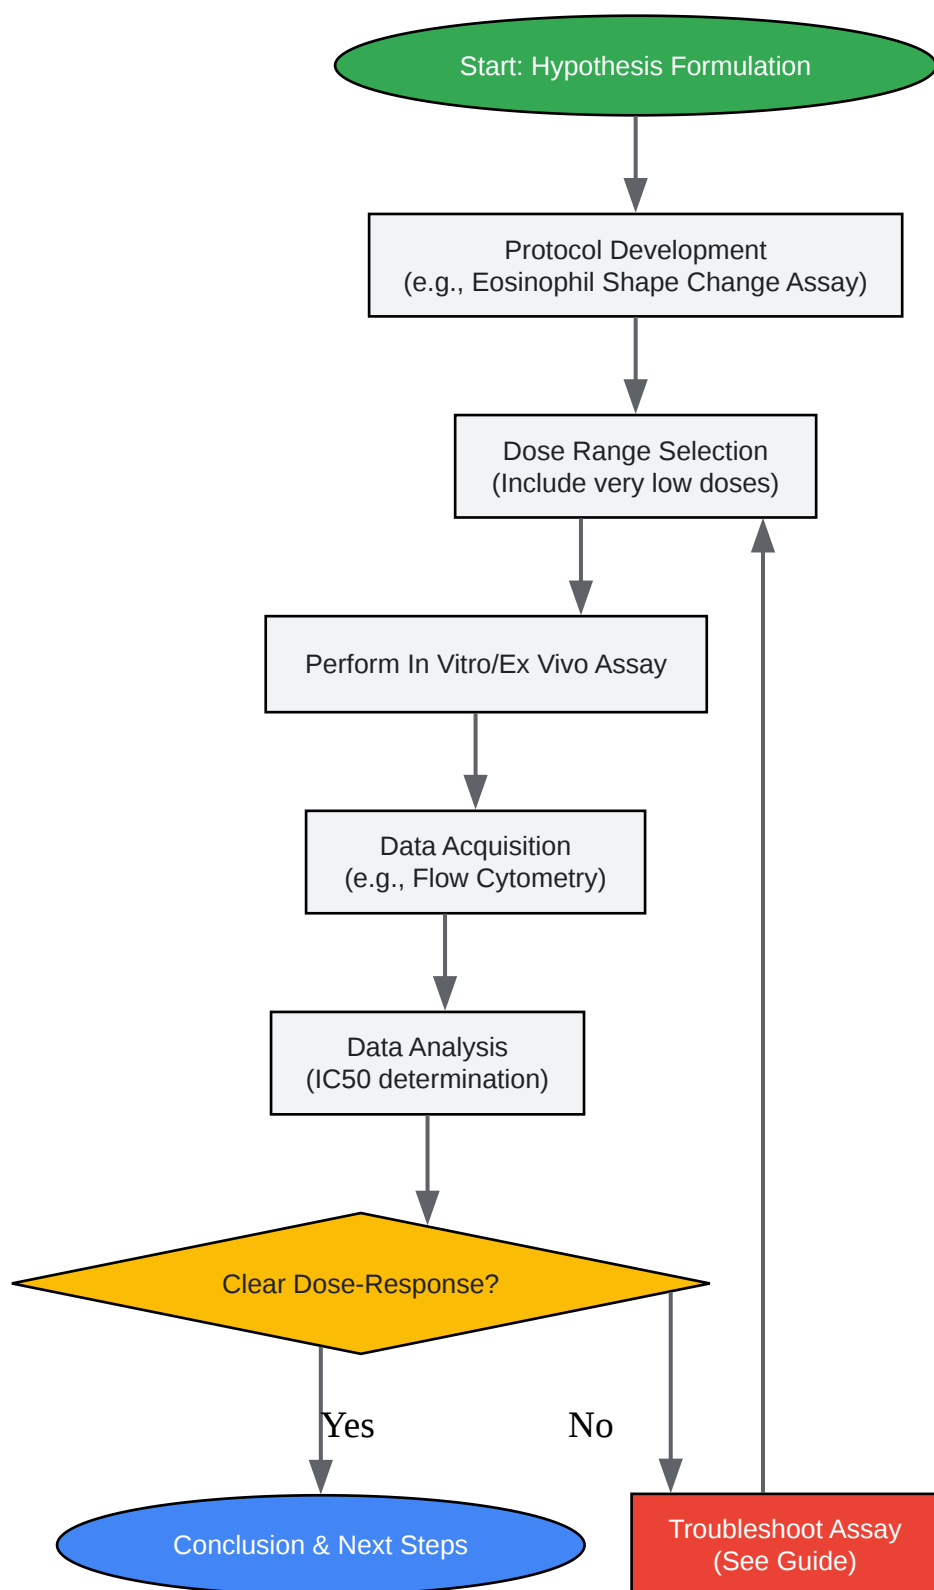 Start: Hypothesis Formulation
Protocol Development
(e.g., Eosinophil Shape Change Assay)
Dose Range Selection
(Include very low doses)
Perform In Vitro/Ex Vivo Assay
Data Acquisition
(e.g., Flow Cytometry)
Data Analysis
(IC50 determination)
Clear Dose-Response?
Yes
No
Conclusion & Next Steps
Troubleshoot Assay
(See Guide)